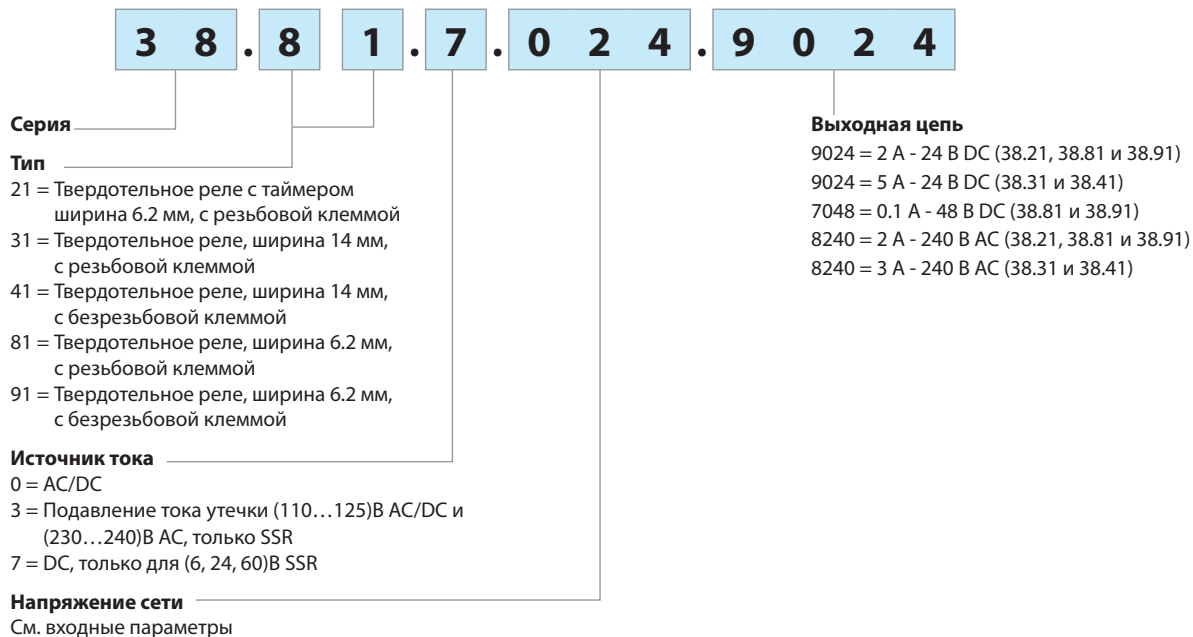 3 8 . 8 1 . 7 . 0 2 4 . 9 0 2 4
Серия
Тип
21 = Твердотельное реле с таймером
ширина 6.2 мм, с резьбовой клеммой
31 = Твердотельное реле, ширина 14 мм,
с резьбовой клеммой
41 = Твердотельное реле, ширина 14 мм,
с безрезьбовой клеммой
81 = Твердотельное реле, ширина 6.2 мм,
с резьбовой клеммой
91 = Твердотельное реле, ширина 6.2 мм,
с безрезьбовой клеммой
Источник тока
0 = AC/DC
3 = Подавление тока утечки (110…125)В AC/DC и
(230…240)В AC, только SSR
7 = DC, только для (6, 24, 60)В SSR
Напряжение сети
См. входные параметры
Выходная цепь
9024 = 2 А - 24 В DC (38.21, 38.81 и 38.91)
9024 = 5 А - 24 В DC (38.31 и 38.41)
7048 = 0.1 А - 48 В DC (38.81 и 38.91)
8240 = 2 А - 240 В AC (38.21, 38.81 и 38.91)
8240 = 3 А - 240 В AC (38.31 и 38.41)